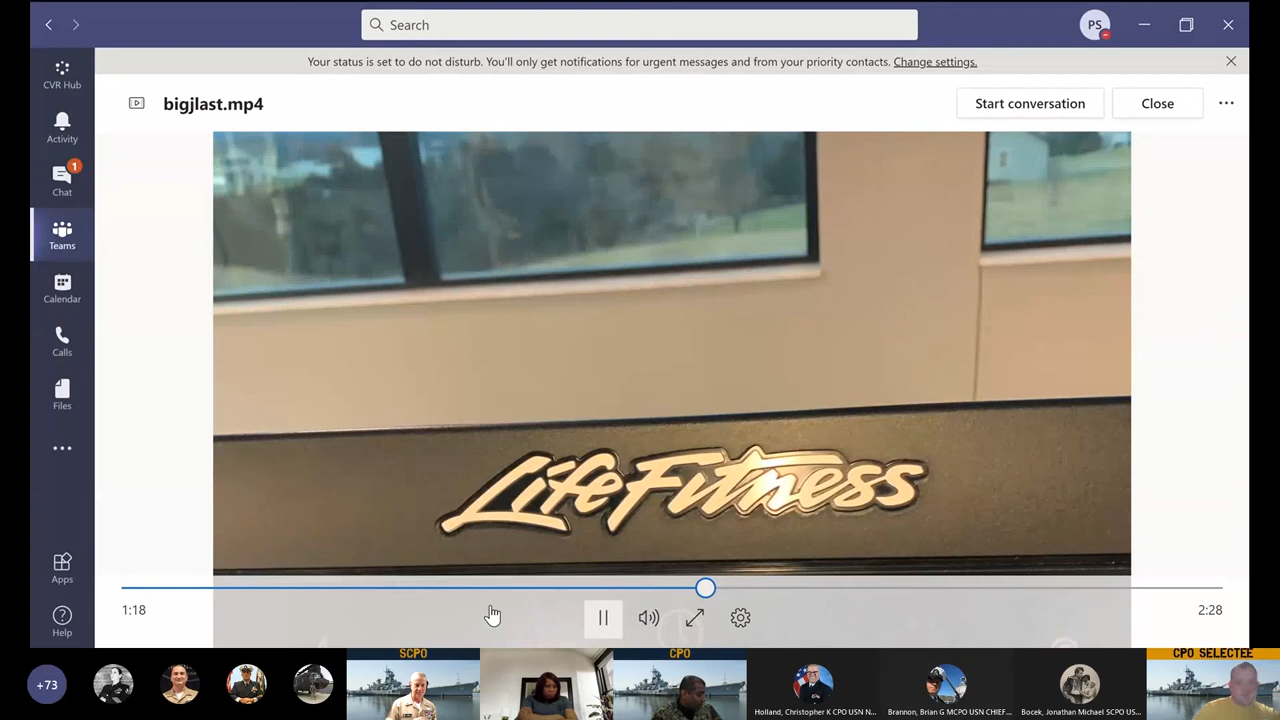 Search
PS
Your status is set to do not disturb. You'll only get notifications for urgent messages and from your priority contacts. Change settings.
CVR Hub
Activity
1
Chat
Teams
Calendar
Calls
Files
Apps
Help
bigjlast.mp4
Start conversation
Close
LifeFitness
1:18
2:28
+73
SCPO
CPO
Holland, Christopher K CPO USN N...
Brannon, Brian G MCPO USN CHIEF...
Bocek, Jonathan Michael SCPO US...
CPO SELECTEE